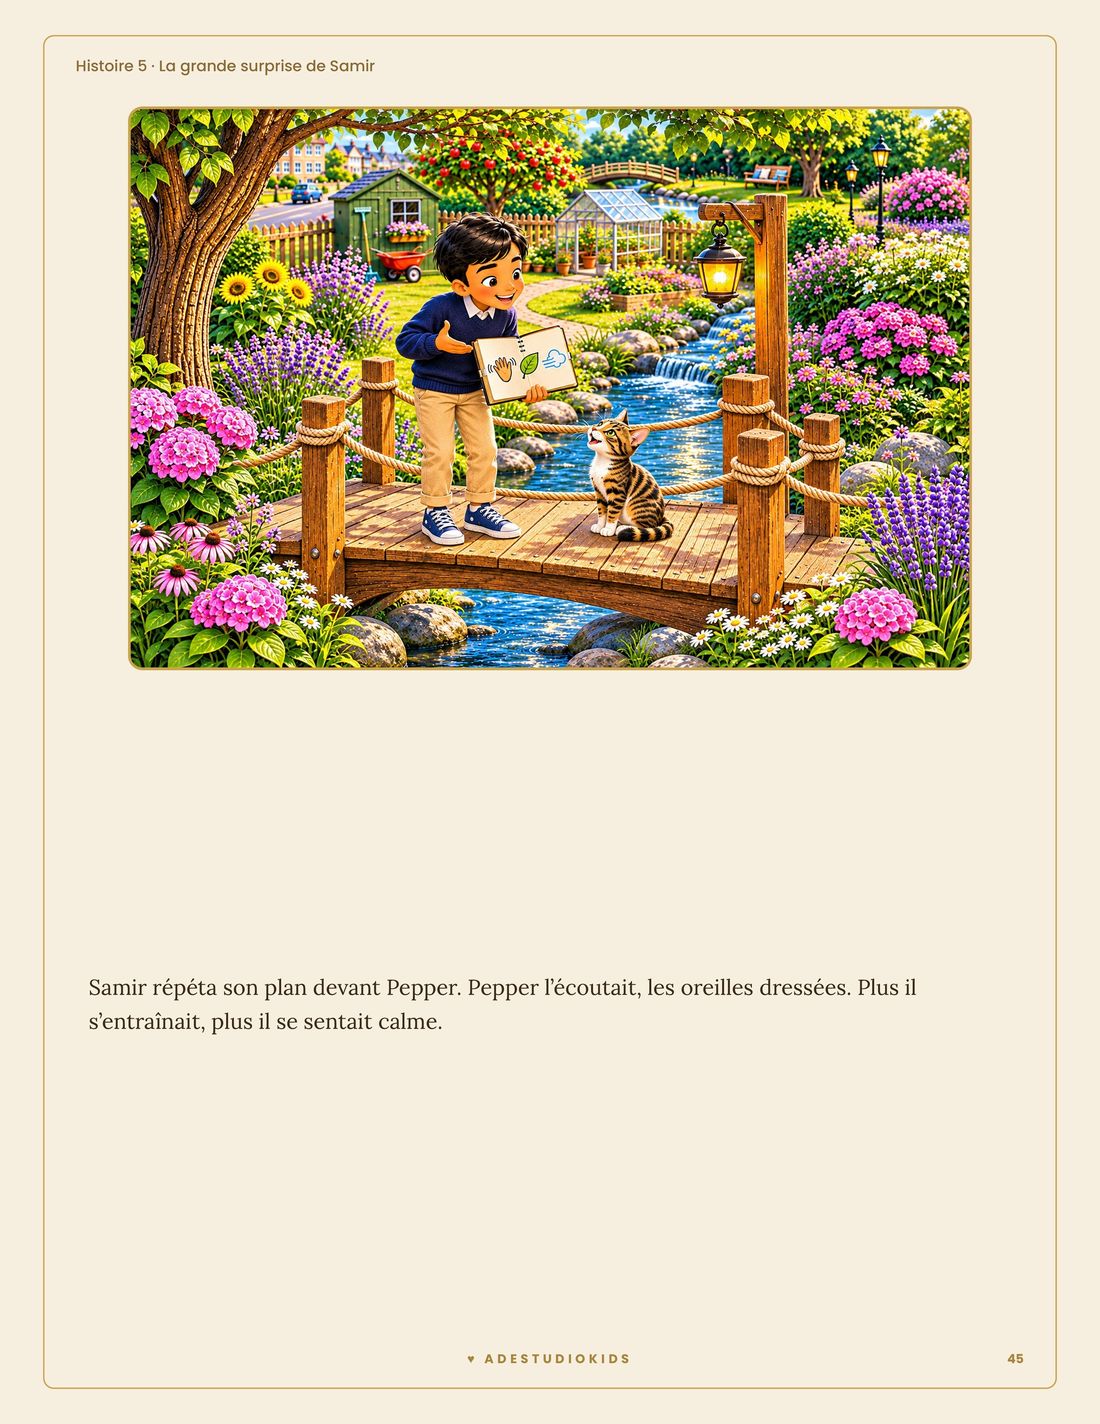 Histoire 5 · La grande surprise de Samir
Samir répéta son plan devant Pepper. Pepper l’écoutait, les oreilles dressées. Plus il
s’entraînait, plus il se sentait calme.
♥ ADESTUDIOKIDS
45